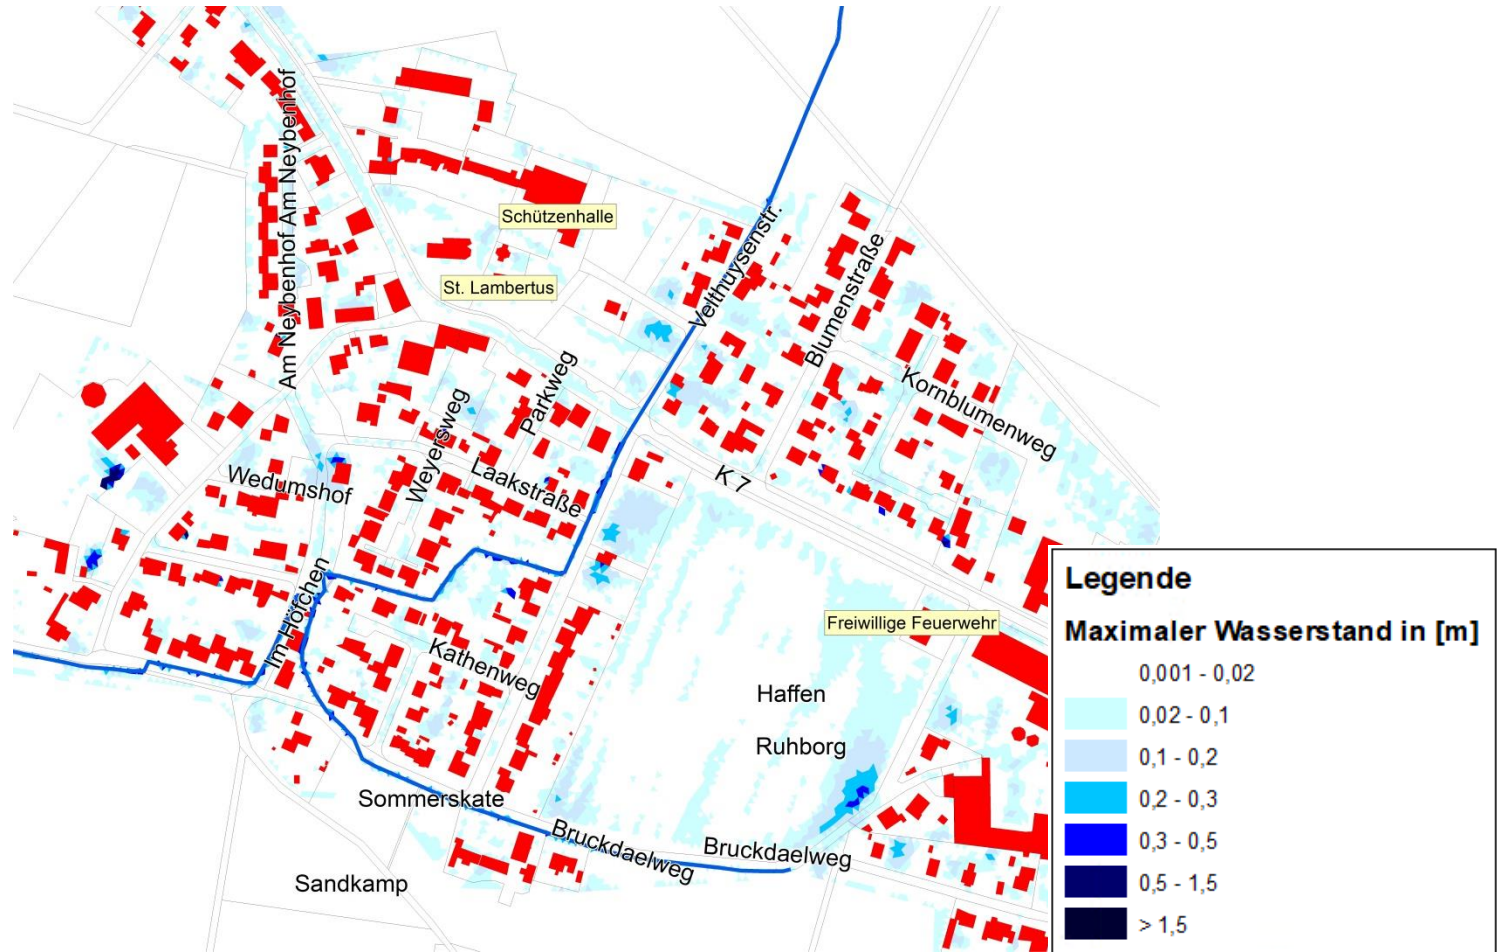 Am Neybenhof
Am Neybenhof
Schützenhalle
St. Lambertus
Velthuysenstr.
Blumenstraße
Kornblumenweg
Parkweg
Weyersweg
Laakstraße
K 7
Wedumshof
Im Höfchen
Kathenweg
Freiwillige Feuerwehr
Haffen
Ruhborg
Sommerskate
Bruckdaelweg
Bruckdaelweg
Sandkamp
Legende
Maximaler Wasserstand in [m]
0,001 - 0,02
0,02 - 0,1
0,1 - 0,2
0,2 - 0,3
0,3 - 0,5
0,5 - 1,5
> 1,5